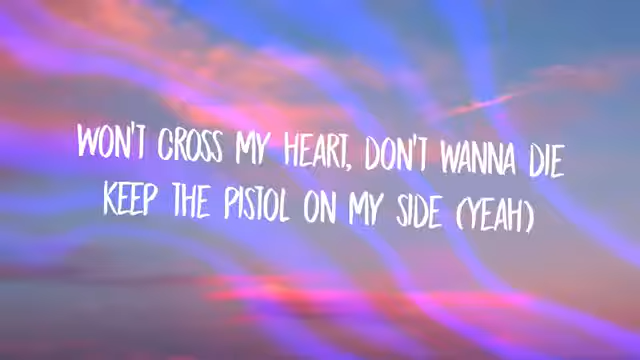 WON'T CROSS MY HEART, DON'T WANNA DIE
KEEP THE PISTOL ON MY SIDE (YEAH)